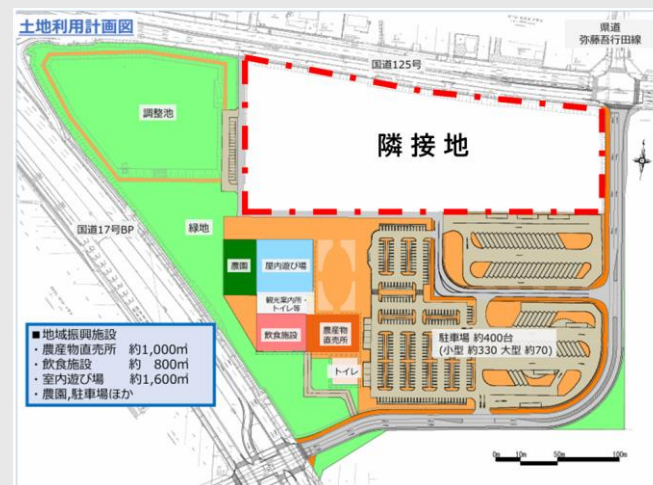 土地利用計画図
県道
弥藤吾行田線
国道125号
調整池
隣接地
国道17号BP
緑地
農園
屋内遊び場
観光案内所・
トイレ等
飲食施設
農産物
直売所
トイレ
駐車場 約400台
(小型 約330 大型 約70)
■地域振興施設
・農産物直売所 約1,000㎡
・飲食施設 約 800㎡
・室内遊び場 約1,600㎡
・農園,駐車場ほか
0m 10m 50m 100m